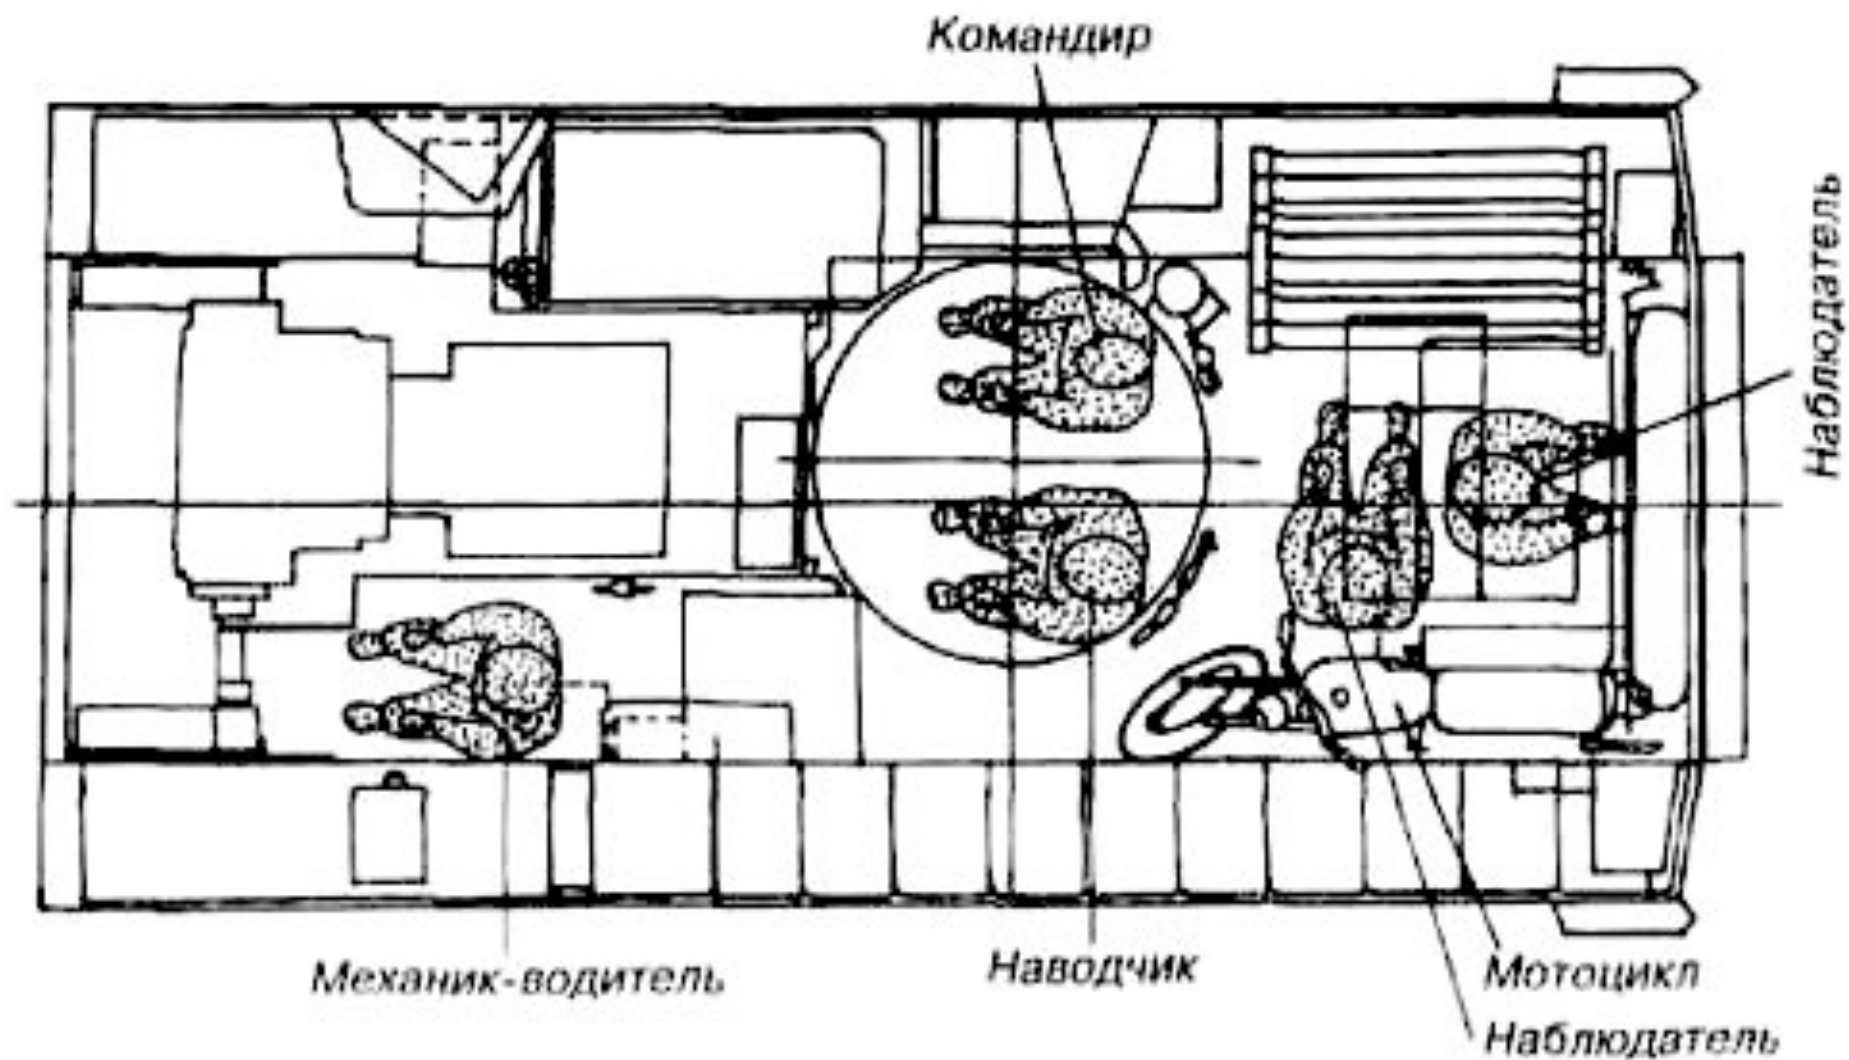 Командир
Наблюдатель
Механик-водитель
Наводчик
Мотоцикл
Наблюдатель